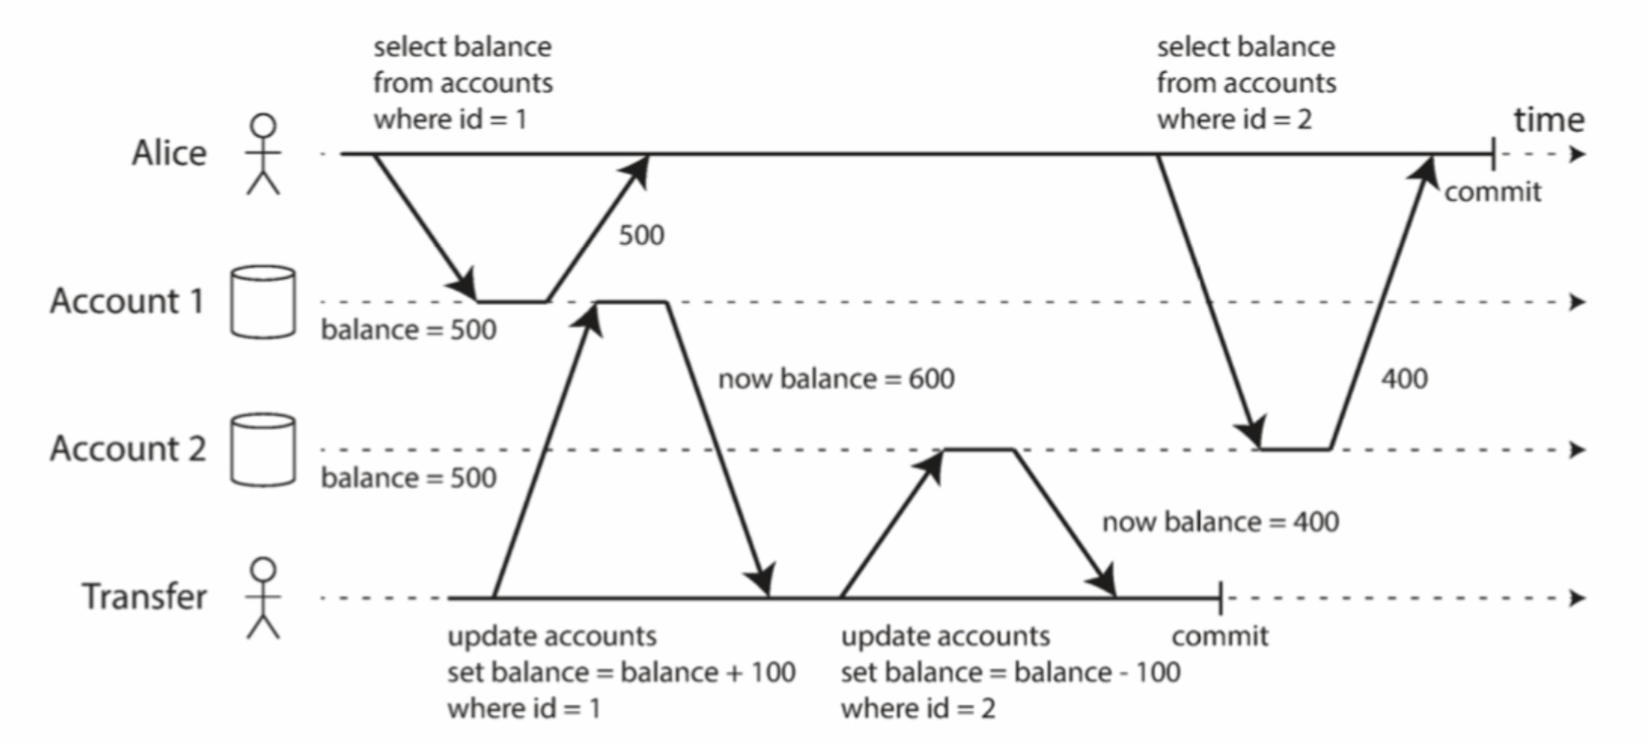 select balance
from accounts
where id = 1
select balance
from accounts
where id = 2
time
Alice
commit
500
Account 1
balance = 500
now balance = 600
400
Account 2
balance = 500
now balance = 400
Transfer
update accounts
set balance = balance + 100
where id = 1
update accounts
set balance = balance - 100
where id = 2
commit